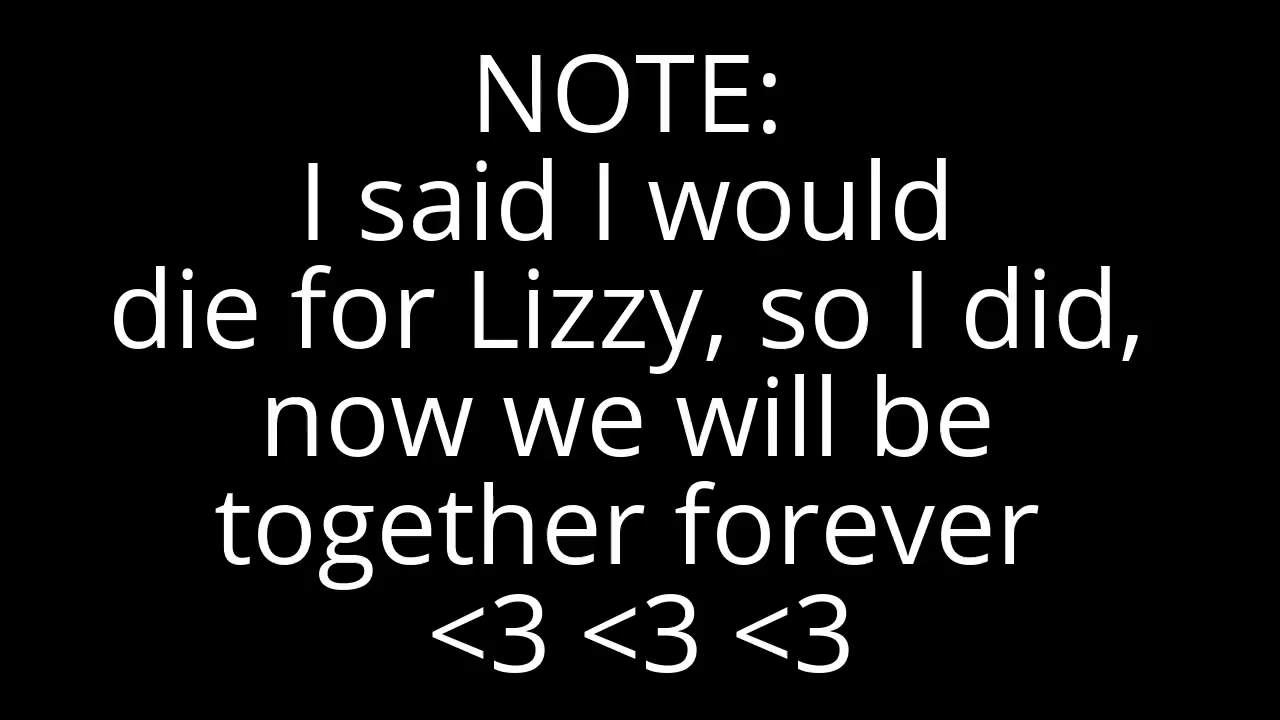 NOTE:
I said I would
die for Lizzy, so I did,
now we will be
together forever
<3 <3 <3